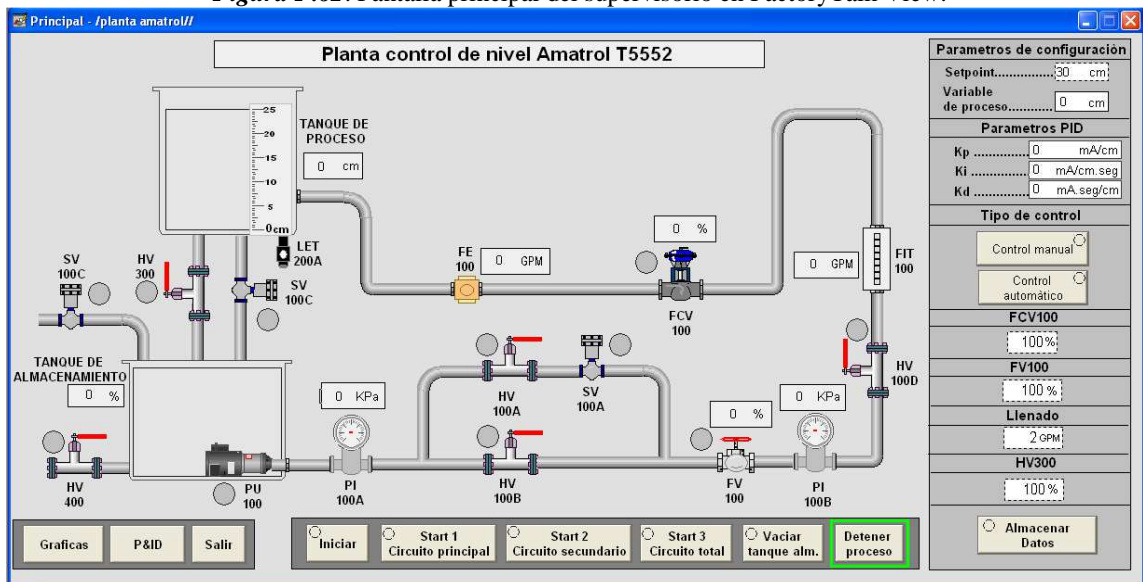 Figura 14.62. Pantalla principal del supervisorio en FactoryTalk View.
Principal - /planta amatrol//
Planta control de nivel Amatrol T5552
25
20
15
10
5
0cm
TANQUE DE
PROCESO
0 cm
LET
200A
SV
100C
HV
300
SV
100C
FE
100
0 GPM
0 %
FCV
100
0 GPM
FIT
100
TANQUE DE
ALMACENAMIENTO
0 %
0 KPa
HV
100A
SV
100A
0 %
0 KPa
HV
100D
HV
400
PU
100
PI
100A
HV
100B
FV
100
PI
100B
Parametros de configuraciòn
Setpoint...............30 cm
Variable
de proceso...........0 cm
Parametros PID
Kp ..............0 mA/cm
Ki ..............0 mA/cm.seg
Kd ..............0 mA.seg/cm
Tipo de control
Control manual
Control
automático
FCV100
100%
FV100
100 %
Llenado
2 GPM
HV300
100 %
Almacenar
Datos
Graficas
P&ID
Salir
Iniciar
Start 1
Circuito principal
Start 2
Circuito secundario
Start 3
Circuito total
Vaciar
tanque alm.
Detener
proceso